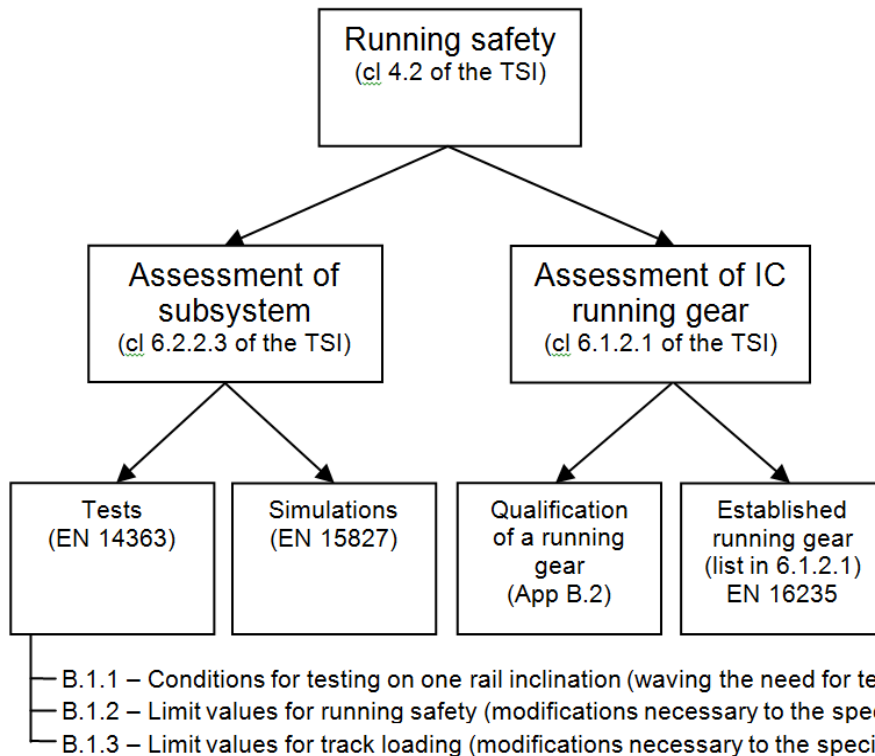 Running safety
(cl 4.2 of the TSI)
Assessment of
subsystem
(cl 6.2.2.3 of the TSI)
Assessment of IC
running gear
(cl 6.1.2.1 of the TSI)
Tests
(EN 14363)
Simulations
(EN 15827)
Qualification
of a running
gear
(App B.2)
Established
running gear
(list in 6.1.2.1)
EN 16235
B.1.1 – Conditions for testing on one rail inclination (waving the need for te
B.1.2 – Limit values for running safety (modifications necessary to the spe
B.1.3 – Limit values for track loading (modifications necessary to the speci